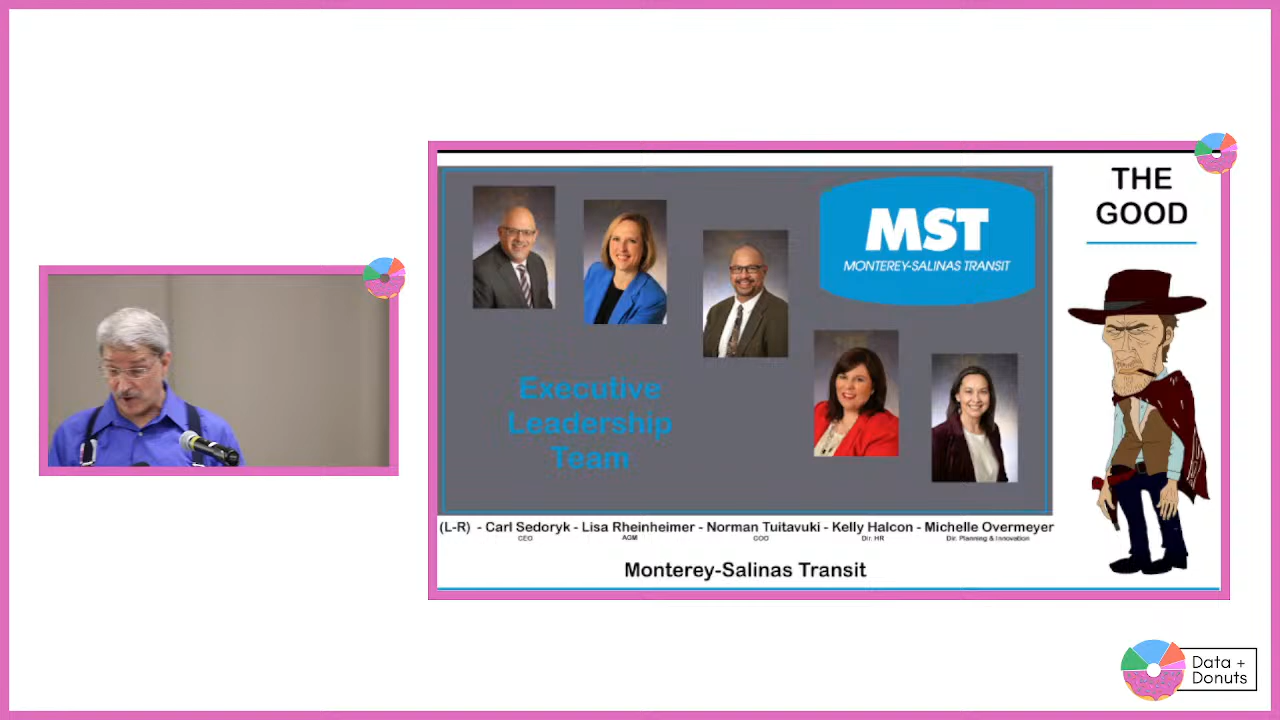 THE
GOOD
MST
MONTEREY-SALINAS TRANSIT
Executive
Leadership
Team
(L-R) - Carl Sedoryk - Lisa Rheinheimer - Norman Tuitavuki - Kelly Halcon - Michelle Overmeyer
CEO AGM COO Dir. HR Dir. Planning & Innovation
Monterey-Salinas Transit
Data +
Donuts